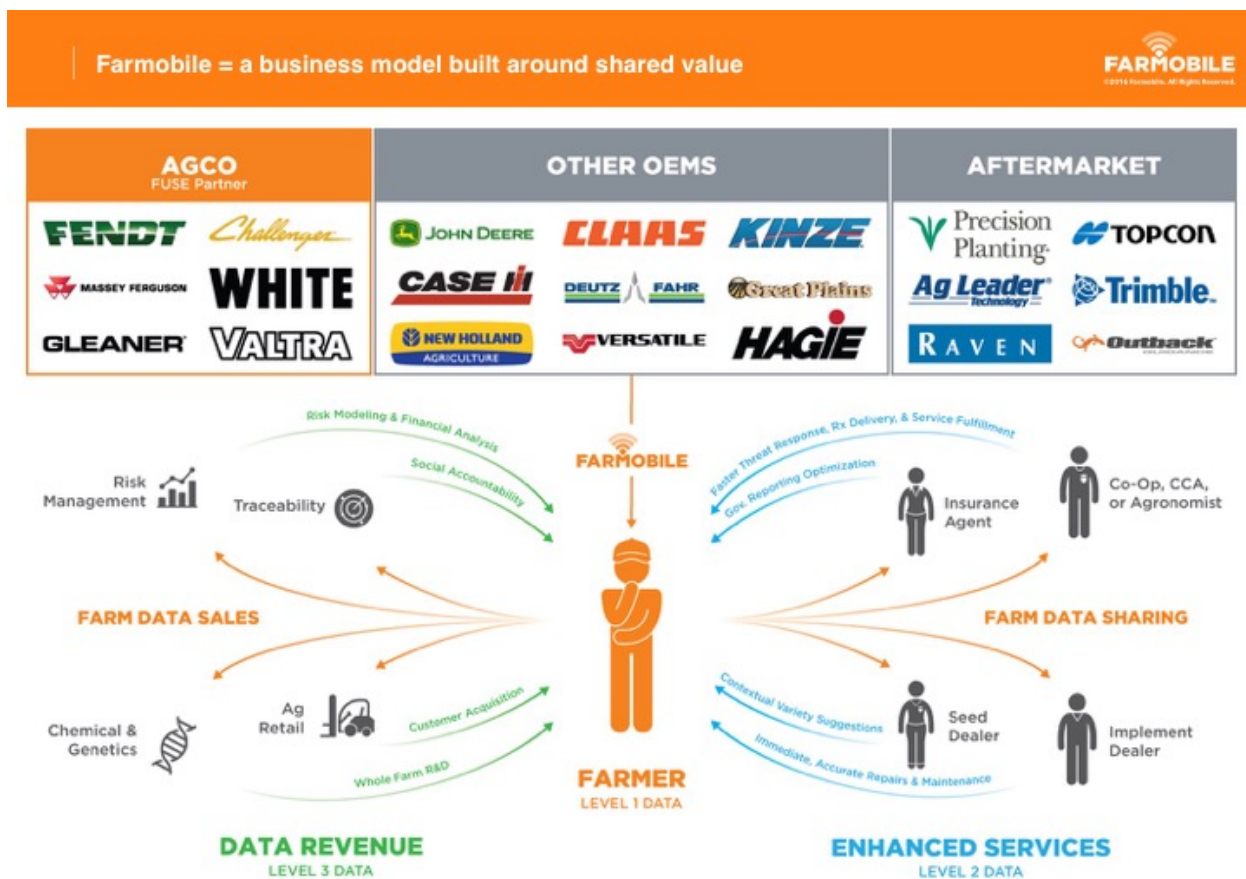 Farmobile = a business model built around shared value
FARMOBILE
©2016 Farmobile. All Rights Reserved.
AGCO
FUSE Partner
OTHER OEMS
AFTERMARKET
FENDT
Challenger
MASSEY FERGUSON
WHITE
GLEANER
VALTRA
JOHN DEERE
CLAAS
KINZE
CASE IH
DEUTZ FAHR
Great Plains
NEW HOLLAND
AGRICULTURE
VERSATILE
HAGIE
Precision
Planting
TOPCON
Ag Leader
Technology
Trimble
RAVEN
Outback
Risk Modeling & Financial Analysis
Social Accountability
Risk
Management
Traceability
FARMOBILE
Faster Threat Response, Rx Delivery, & Service Fulfillment
Gov. Reporting Optimization
Insurance
Agent
Co-Op, CCA,
or Agronomist
FARM DATA SALES
FARM DATA SHARING
Chemical &
Genetics
Ag
Retail
Customer Acquisition
Whole Farm R&D
Contextual Variety Suggestions
Immediate, Accurate Repairs & Maintenance
Seed
Dealer
Implement
Dealer
FARMER
LEVEL 1 DATA
DATA REVENUE
LEVEL 3 DATA
ENHANCED SERVICES
LEVEL 2 DATA